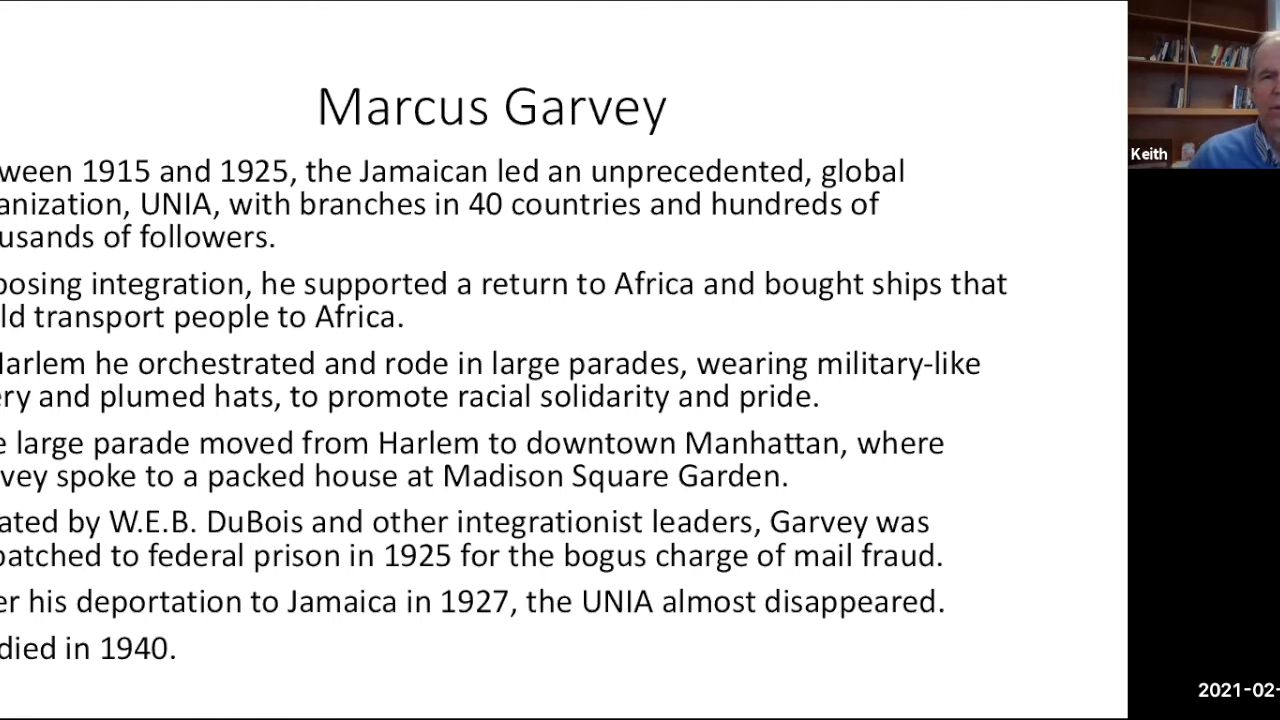 Marcus Garvey
ween 1915 and 1925, the Jamaican led an unprecedented, global
anization, UNIA, with branches in 40 countries and hundreds of
usands of followers.
posing integration, he supported a return to Africa and bought ships that
ld transport people to Africa.
Harlem he orchestrated and rode in large parades, wearing military-like
ery and plumed hats, to promote racial solidarity and pride.
e large parade moved from Harlem to downtown Manhattan, where
vey spoke to a packed house at Madison Square Garden.
ated by W.E.B. DuBois and other integrationist leaders, Garvey was
patched to federal prison in 1925 for the bogus charge of mail fraud.
er his deportation to Jamaica in 1927, the UNIA almost disappeared.
died in 1940.
Keith
2021-02-